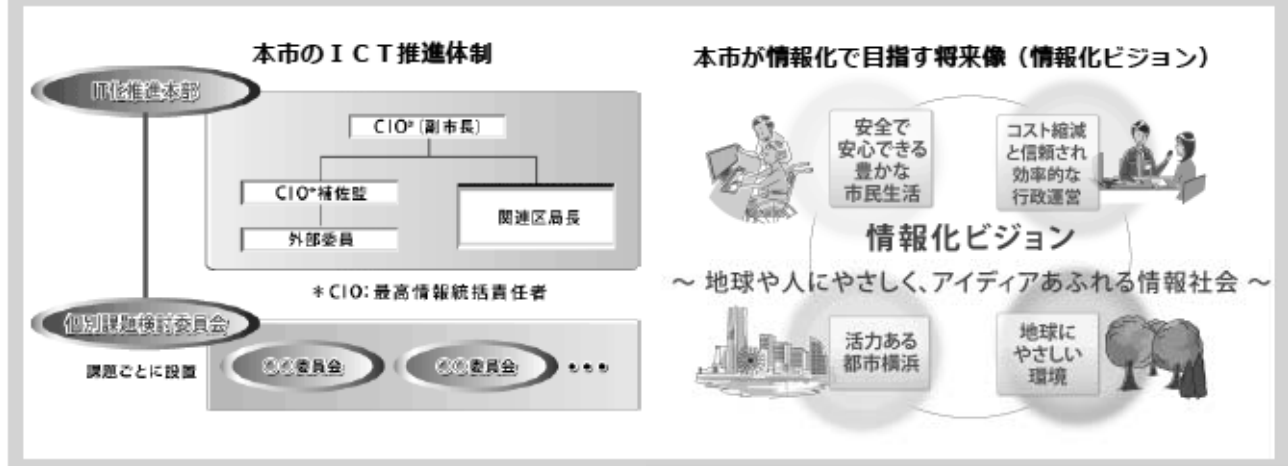 本市のＩＣＴ推進体制
IT化推進本部
CIO*(副市長)
CIO*補佐監
外部委員
関連区局長
＊CIO:最高情報統括責任者
個別課題検討委員会
課題ごとに設置
○○委員会
○○委員会
•••
本市が情報化で目指す将来像（情報化ビジョン）
安全で
安心できる
豊かな
市民生活
コスト縮減
と信頼され
効率的な
行政運営
情報化ビジョン
～ 地球や人にやさしく、アイディアあふれる情報社会 ～
活力ある
都市横浜
地球に
やさしい
環境